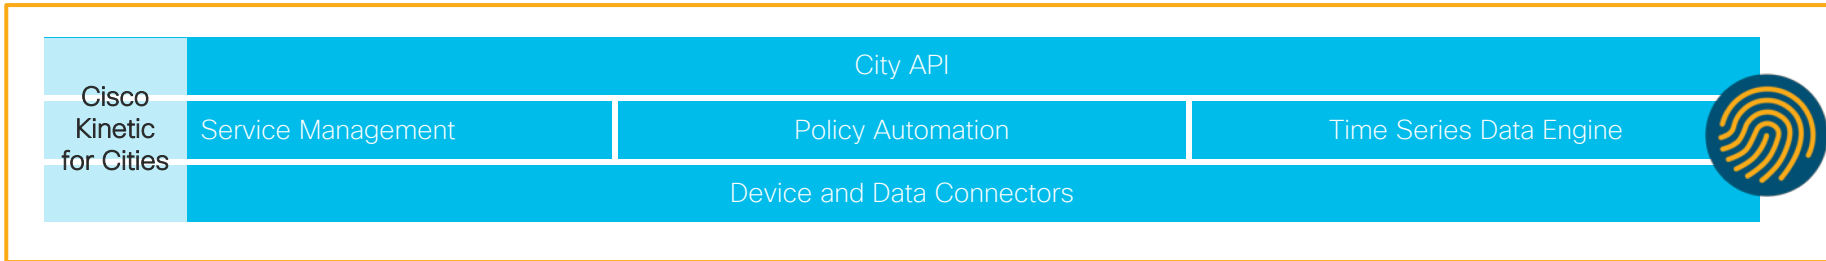 City API
Cisco
Kinetic
for Cities
Service Management
Policy Automation
Time Series Data Engine
Device and Data Connectors